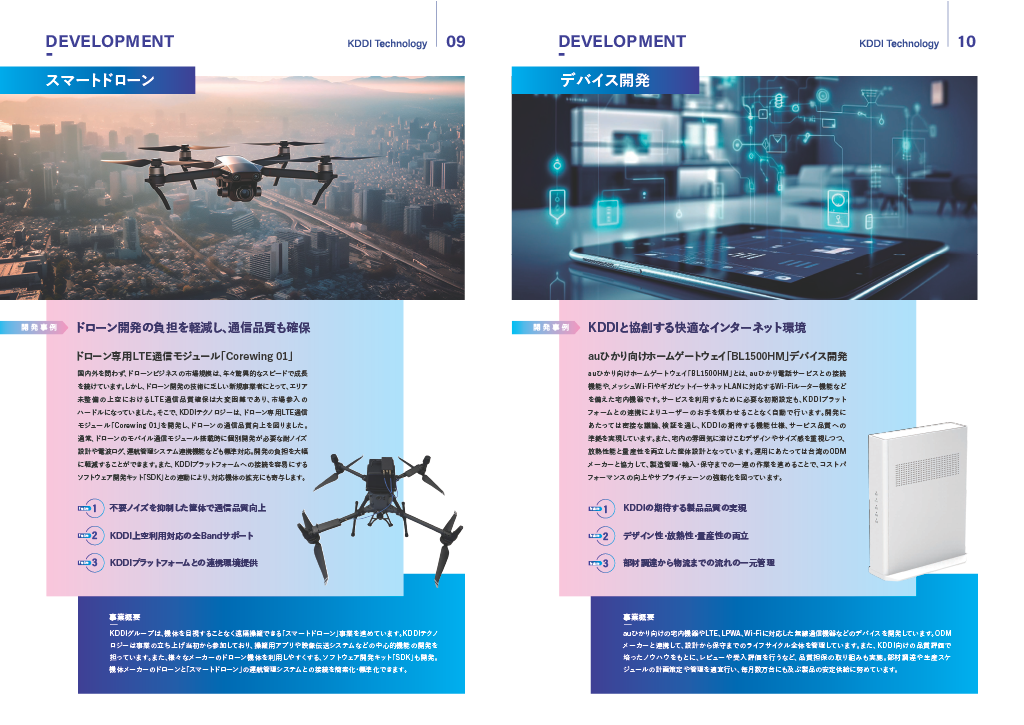 DEVELOPMENT
KDDI Technology 09
スマートドローン
開発事例
ドローン開発の負担を軽減し、通信品質も確保
ドローン専用LTE通信モジュール「Corewing 01」
国内外を問わず、ドローンビジネスの市場規模は、年々驚異的なスピードで成長
を続けています。しかし、ドローン開発の技術に乏しい新規事業者にとって、エリア
未整備の上空におけるLTE通信品質確保は大変困難であり、市場参入の
ハードルになっていました。そこで、KDDIテクノロジーは、ドローン専用LTE通信
モジュール「Corewing 01」を開発し、ドローンの通信品質向上を図りました。
通常、ドローンのモバイル通信モジュール搭載時に個別開発が必要な耐ノイズ
設計や電波ログ、運航管理システム連携機能なども標準対応。開発の負担を大幅
に軽減することができます。また、KDDIプラットフォームへの接続を容易にする
ソフトウェア開発キット「SDK」との連動により、対応機体の拡充にも寄与します。
1 不要ノイズを抑制した筐体で通信品質向上
2 KDDI上空利用対応の全Bandサポート
3 KDDIプラットフォームとの連携環境提供
事業概要
KDDIグループは、機体を目視することなく遠隔操縦できる「スマートドローン」事業を進めています。KDDIテクノ
ロジーは事業の立ち上げ当初から参加しており、操縦用アプリや映像伝送システムなどの中心的機能の開発を
担っています。また、様々なメーカーのドローン機体を利用しやすくする、ソフトウェア開発キット「SDK」も開発。
機体メーカーのドローンと「スマートドローン」の運航管理システムとの接続を簡素化・標準化できます。
DEVELOPMENT
KDDI Technology 10
デバイス開発
開発事例
KDDIと協創する快適なインターネット環境
auひかり向けホームゲートウェイ「BL1500HM」デバイス開発
auひかり向けホームゲートウェイ「BL1500HM」とは、auひかり電話サービスとの接続
機能や、メッシュWi-FiやギガビットイーサネットLANに対応するWi-Fiルーター機能など
を備えた宅内機器です。サービスを利用するために必要な初期設定も、KDDIプラット
フォームとの連携によりユーザーのお手を煩わせることなく自動で行います。開発に
あたっては密接な議論、検証を通し、KDDIの期待する機能仕様、サービス品質への
準拠を実現しています。また、宅内の雰囲気に溶けこむデザインやサイズ感を重視しつつ、
放熱性能と量産性を両立した筐体設計となっています。運用にあたっては台湾のODM
メーカーと協力して、製造管理・輸入・保守までの一連の作業を進めることで、コストパ
フォーマンスの向上やサプライチェーンの強靭化を図っています。
1 KDDIの期待する製品品質の実現
2 デザイン性・放熱性・量産性の両立
3 部材調達から物流までの流れの一元管理
事業概要
auひかり向けの宅内機器やLTE、LPWA、Wi-Fiに対応した無線通信機器などのデバイスを開発しています。ODM
メーカーと連携して、設計から保守までのライフサイクル全体を管理しています。また、KDDI向けの品質評価で
培ったノウハウをもとに、レビューや受入評価を行うなど、品質担保の取り組みも実施。部材調達や生産スケ
ジュールの計画策定や管理を適宜行い、毎月数万台にも及ぶ製品の安定供給に努めています。